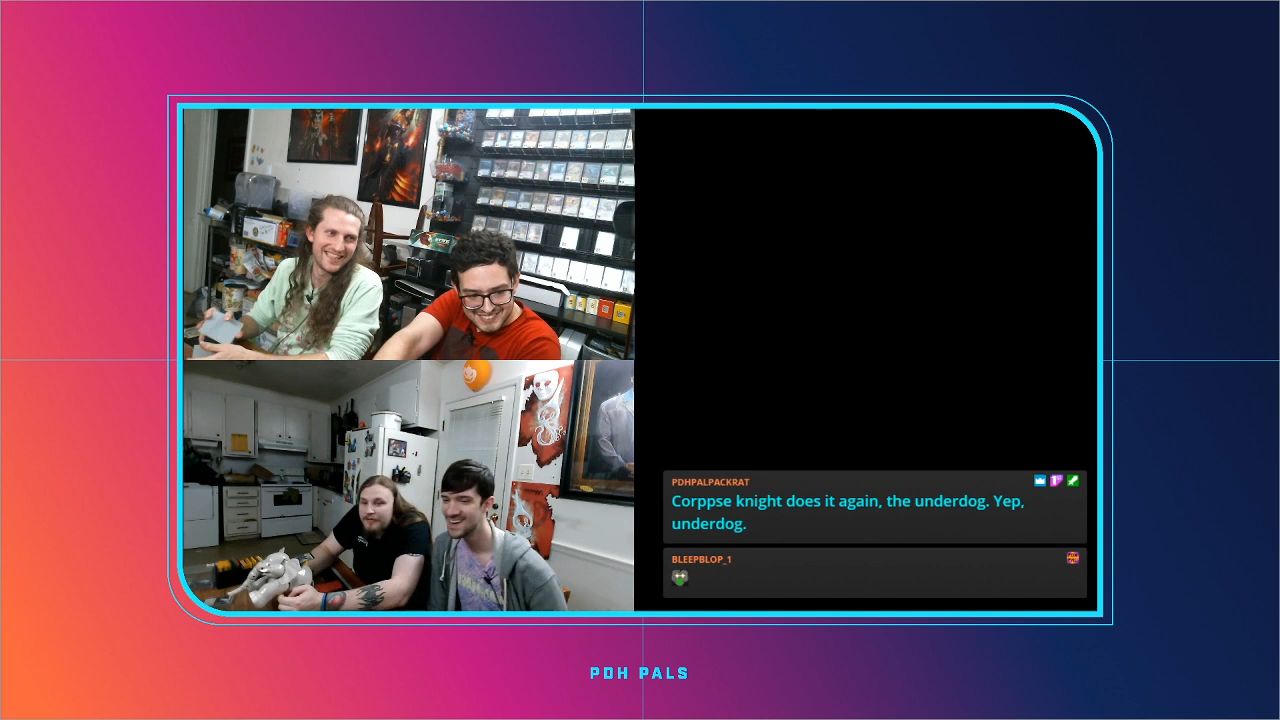 PDHPALPACKRAT
Corppse knight does it again, the underdog. Yep,
underdog.
BLEEPBLOP_1
PDH PALS